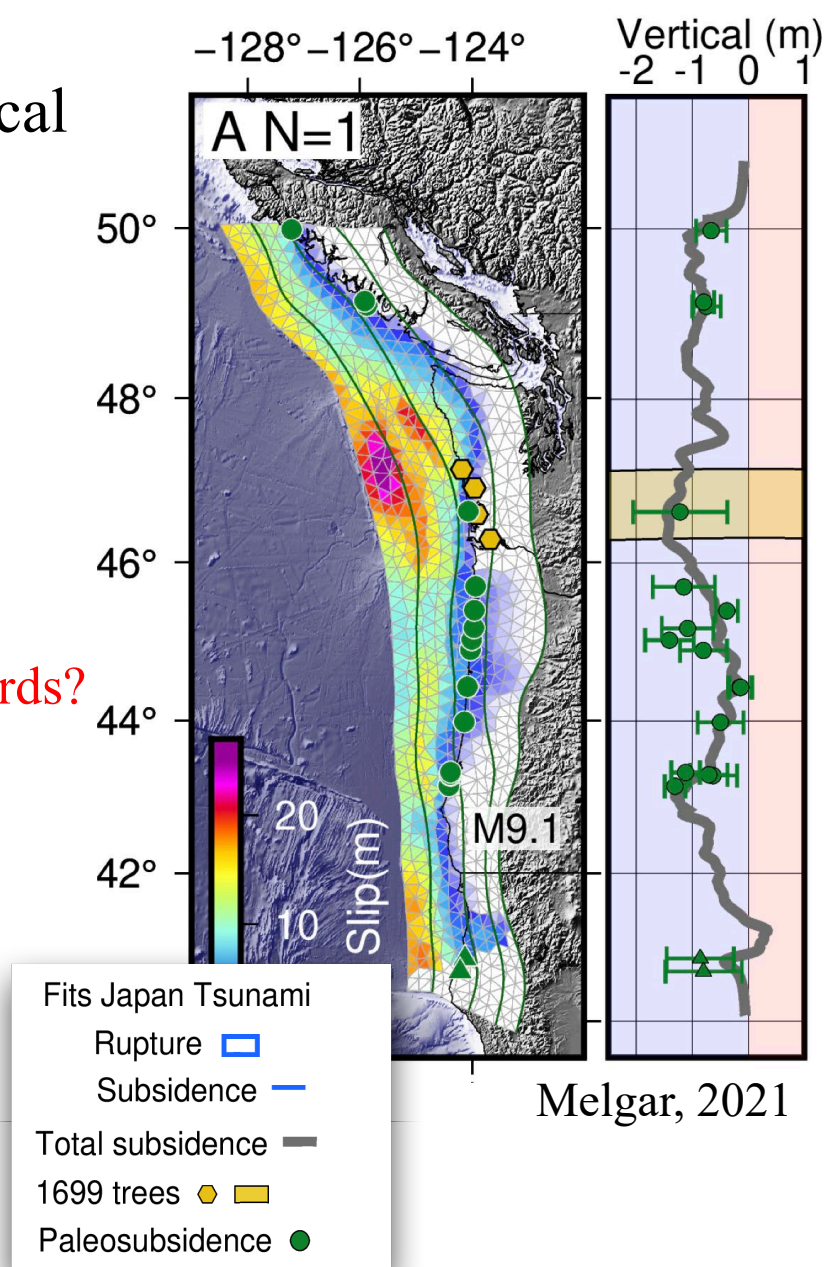 −128° −126° −124°
Vertical (m)
-2 -1 0 1
cal
A N=1
50°
48°
46°
rds?
44°
M9.1
20
Slip(m)
42°
10
Fits Japan Tsunami
Rupture
Subsidence
Total subsidence
1699 trees
Paleosubsidence
Melgar, 2021